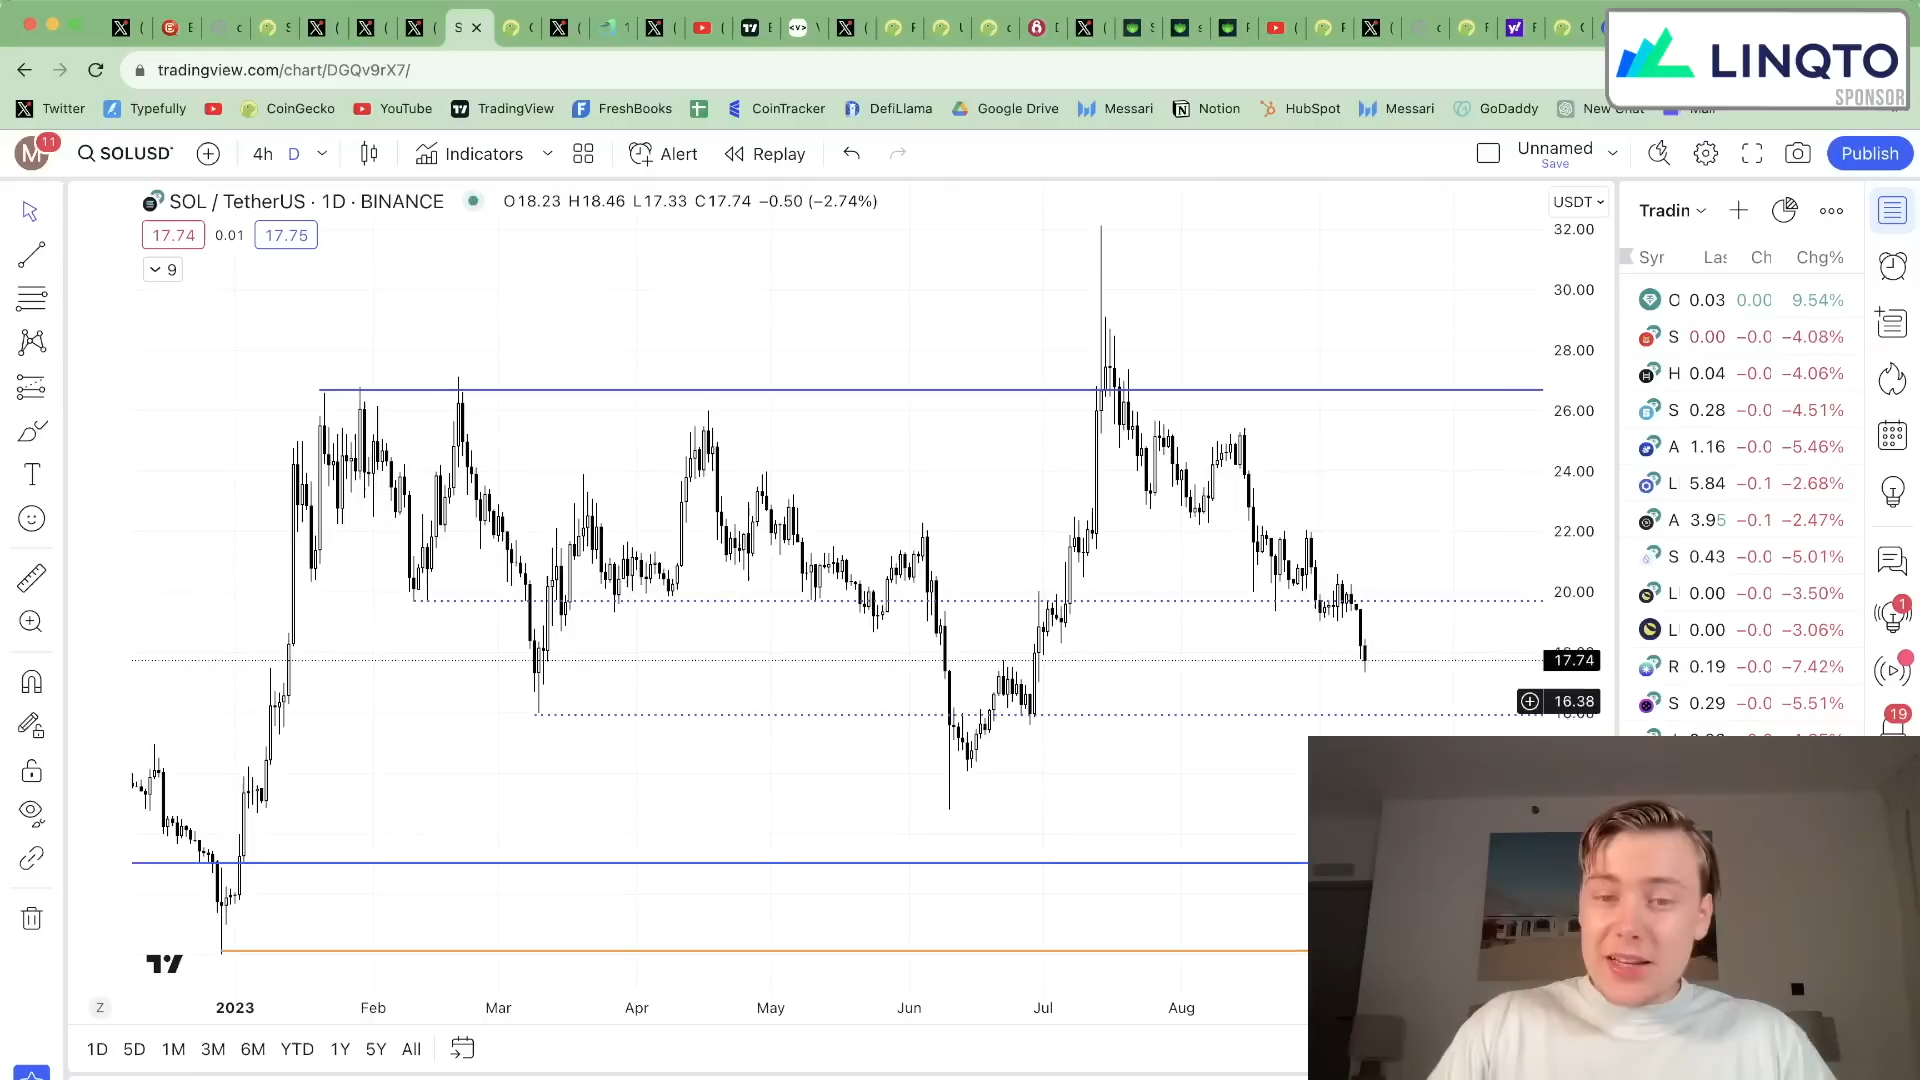 LINQTO
SPONSOR
tradingview.com/chart/DGQv9rX7/
Twitter
Typefully
CoinGecko
YouTube
TradingView
FreshBooks
CoinTracker
DefiLlama
Google Drive
Messari
Notion
HubSpot
Messari
GoDaddy
New Chat
M
11
SOLUSD
4h
D
Indicators
Alert
Replay
Unnamed
Save
Publish
SOL / TetherUS · 1D · BINANCE
O18.23 H18.46 L17.33 C17.74 −0.50 (−2.74%)
17.74
0.01
17.75
9
USDT
32.00
30.00
28.00
26.00
24.00
22.00
20.00
17.74
16.38
Tradin
Syr Las Ch Chg%
O 0.03 0.00 9.54%
S 0.00 −0.0 −4.08%
H 0.04 −0.0 −4.06%
S 0.28 −0.0 −4.51%
A 1.16 −0.0 −5.46%
L 5.84 −0.1 −2.68%
A 3.95 −0.1 −2.47%
S 0.43 −0.0 −5.01%
L 0.00 −0.0 −3.50%
L 0.00 −0.0 −3.06%
R 0.19 −0.0 −7.42%
S 0.29 −0.0 −5.51%
1
19
Z
2023
Feb
Mar
Apr
May
Jun
Jul
Aug
1D 5D 1M 3M 6M YTD 1Y 5Y All